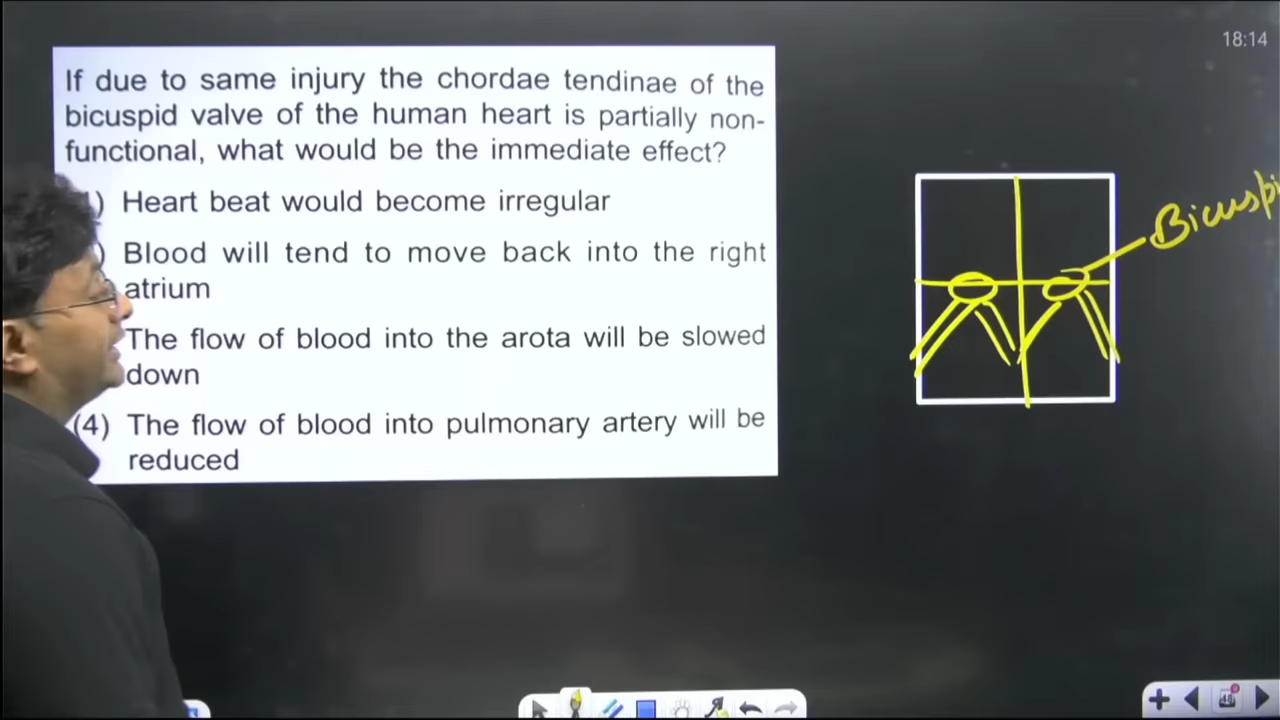 18:14
If due to same injury the chordae tendinae of the
bicuspid valve of the human heart is partially non-
functional, what would be the immediate effect?
) Heart beat would become irregular
) Blood will tend to move back into the right
atrium
The flow of blood into the arota will be slowed
down
(4) The flow of blood into pulmonary artery will be
reduced
Bicuspi